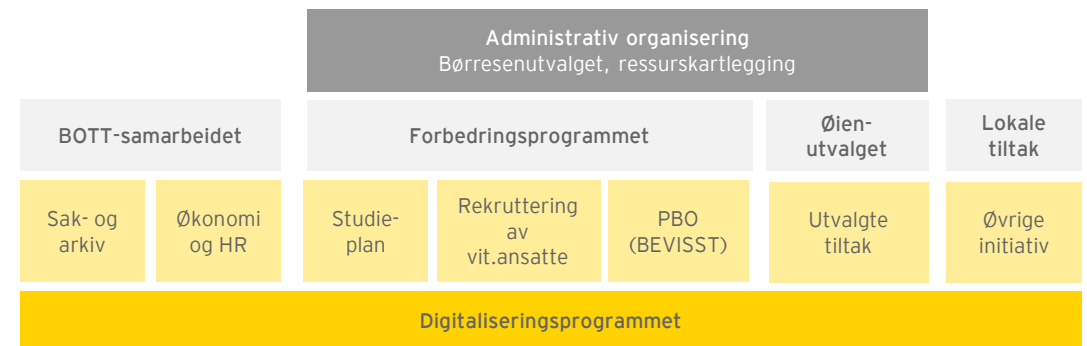 Administrativ organisering
Børresenutvalget, ressurskartlegging
BOTT-samarbeidet
Forbedringsprogrammet
Øien-
utvalget
Lokale
tiltak
Sak- og
arkiv
Økonomi
og HR
Studie-
plan
Rekruttering
av
vit.ansatte
PBO
(BEVISST)
Utvalgte
tiltak
Øvrige
initiativ
Digitaliseringsprogrammet